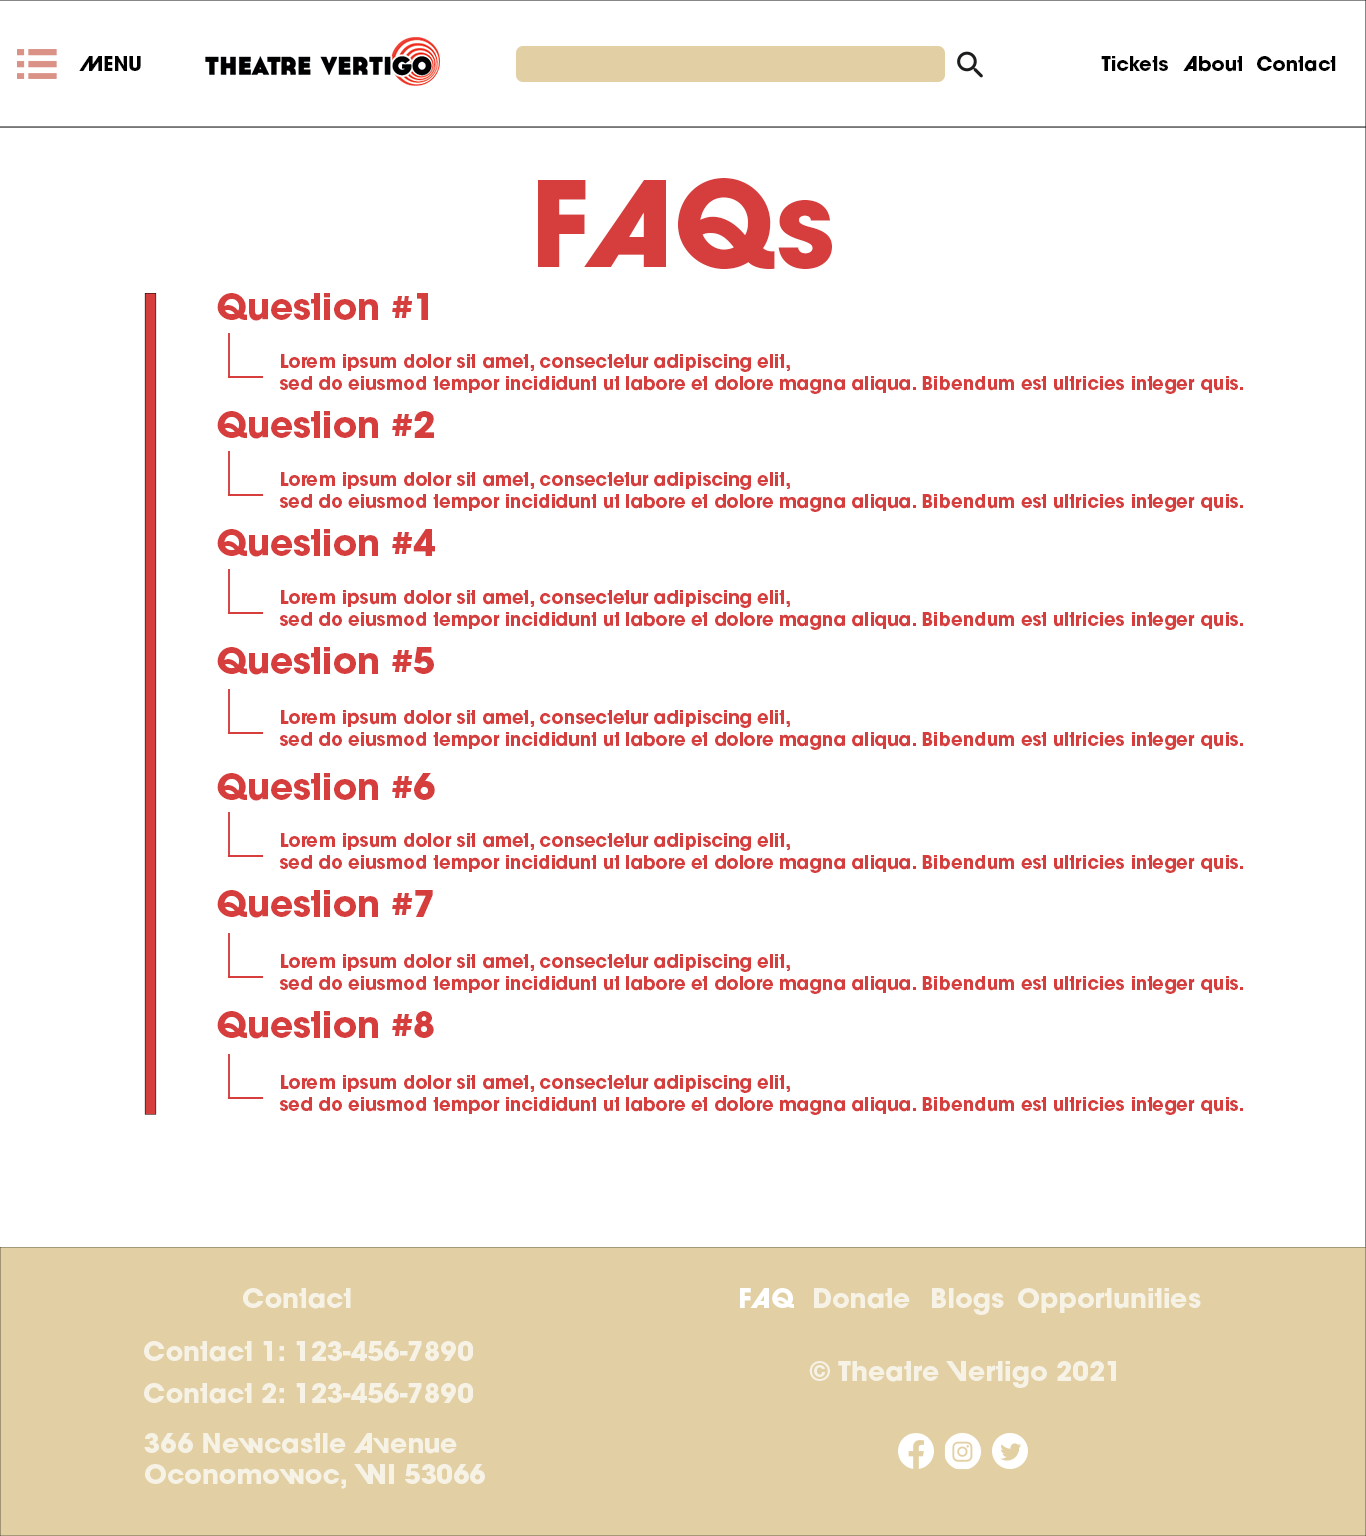 MENU
THEATRE VERTIGO
Tickets About Contact
FAQs
Question #1
Lorem ipsum dolor sit amet, consectetur adipiscing elit,
sed do eiusmod tempor incididunt ut labore et dolore magna aliqua. Bibendum est ultricies integer quis.
Question #2
Lorem ipsum dolor sit amet, consectetur adipiscing elit,
sed do eiusmod tempor incididunt ut labore et dolore magna aliqua. Bibendum est ultricies integer quis.
Question #4
Lorem ipsum dolor sit amet, consectetur adipiscing elit,
sed do eiusmod tempor incididunt ut labore et dolore magna aliqua. Bibendum est ultricies integer quis.
Question #5
Lorem ipsum dolor sit amet, consectetur adipiscing elit,
sed do eiusmod tempor incididunt ut labore et dolore magna aliqua. Bibendum est ultricies integer quis.
Question #6
Lorem ipsum dolor sit amet, consectetur adipiscing elit,
sed do eiusmod tempor incididunt ut labore et dolore magna aliqua. Bibendum est ultricies integer quis.
Question #7
Lorem ipsum dolor sit amet, consectetur adipiscing elit,
sed do eiusmod tempor incididunt ut labore et dolore magna aliqua. Bibendum est ultricies integer quis.
Question #8
Lorem ipsum dolor sit amet, consectetur adipiscing elit,
sed do eiusmod tempor incididunt ut labore et dolore magna aliqua. Bibendum est ultricies integer quis.
Contact
Contact 1: 123-456-7890
Contact 2: 123-456-7890
366 Newcastle Avenue
Oconomowoc, WI 53066
FAQ Donate Blogs Opportunities
© Theatre Vertigo 2021